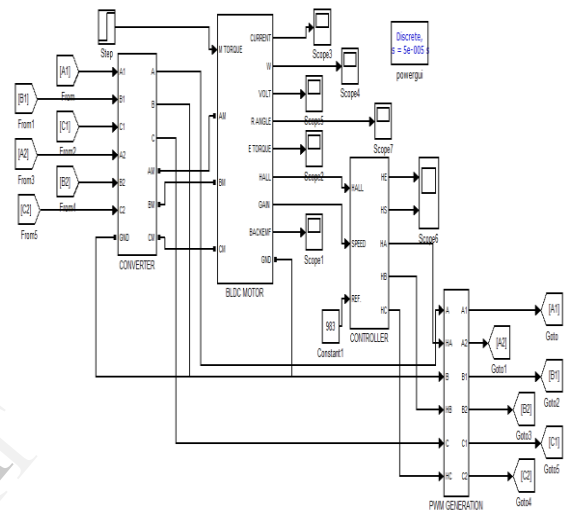 Step
[A1]
From
[B1]
From1
[C1]
From2
[A2]
From3
[B2]
From4
[C2]
From5
A1
B1
C1
A2
B2
C2
GND
A
B
C
AM
BM
CM
CONVERTER
M TORQUE
AM
BM
CM
CURRENT
W
VOLT
R.ANGLE
E TORQUE
HALL
GAIN
BACKEMF
GND
BLDC MOTOR
Scope3
Scope4
Scope5
Scope7
Scope2
Scope1
Discrete,
s = 5e-005 s
powergui
983
Constant1
HALL
SPEED
REF.
HE
HS
HA
HB
HC
CONTROLLER
Scope6
A
HA
B
HB
C
HC
A1
A2
B1
B2
C1
C2
PWM GENERATION
[A1]
Goto
[A2]
Goto1
[B1]
Goto2
[B2]
Goto3
[C1]
Goto5
[C2]
Goto4